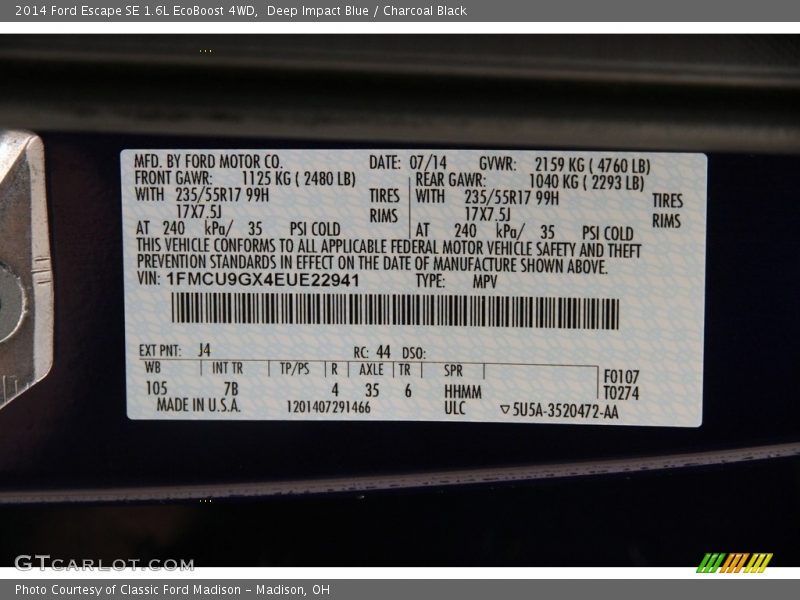 2014 Ford Escape SE 1.6L EcoBoost 4WD, Deep Impact Blue / Charcoal Black
MFD. BY FORD MOTOR CO. DATE: 07/14 GVWR: 2159 KG ( 4760 LB)
FRONT GAWR: 1125 KG ( 2480 LB) REAR GAWR: 1040 KG ( 2293 LB)
WITH 235/55R17 99H TIRES WITH 235/55R17 99H TIRES
17X7.5J RIMS 17X7.5J RIMS
AT 240 kPa/ 35 PSI COLD AT 240 kPa/ 35 PSI COLD
THIS VEHICLE CONFORMS TO ALL APPLICABLE FEDERAL MOTOR VEHICLE SAFETY AND THEFT
PREVENTION STANDARDS IN EFFECT ON THE DATE OF MANUFACTURE SHOWN ABOVE.
VIN: 1FMCU9GX4EUE22941 TYPE: MPV
EXT PNT: J4 RC: 44 DSO:
WB INT TR TP/PS R AXLE TR SPR
F0107
105 7B 4 35 6 HHMM T0274
MADE IN U.S.A. 1201407291466 ULC ▽5U5A-3520472-AA
GTCARLOT.COM
Photo Courtesy of Classic Ford Madison - Madison, OH